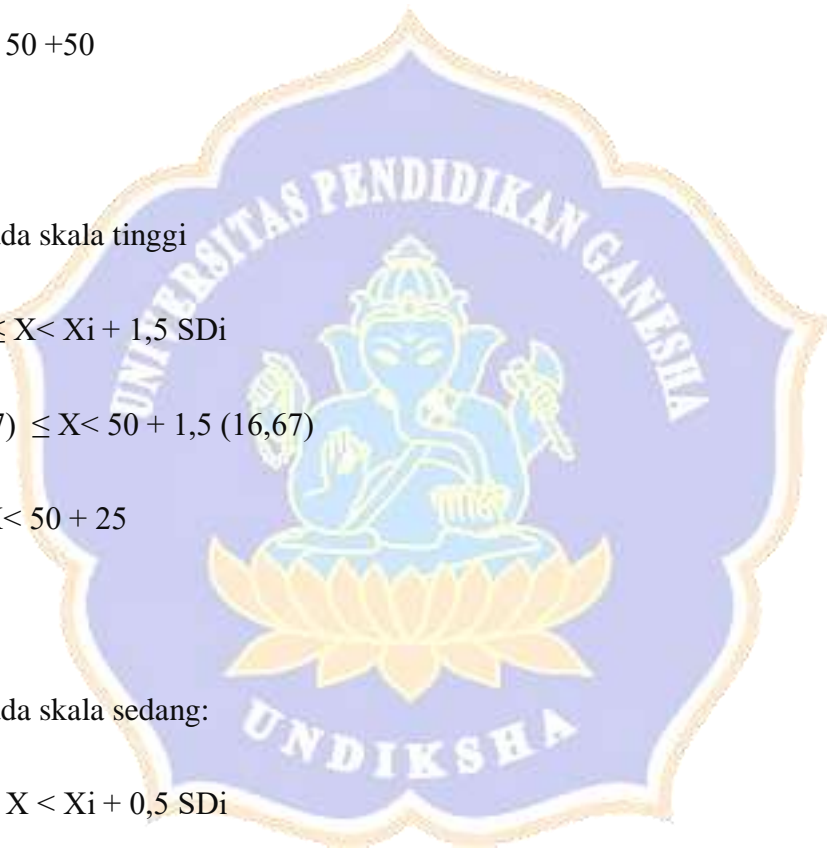 50 +50
UNIVERSITAS PENDIDIKAN GANESHA
da skala tinggi
≤ X< Xi + 1,5 SDi
7) ≤ X< 50 + 1,5 (16,67)
X< 50 + 25
da skala sedang:
UNDIKSHA
X < Xi + 0,5 SDi